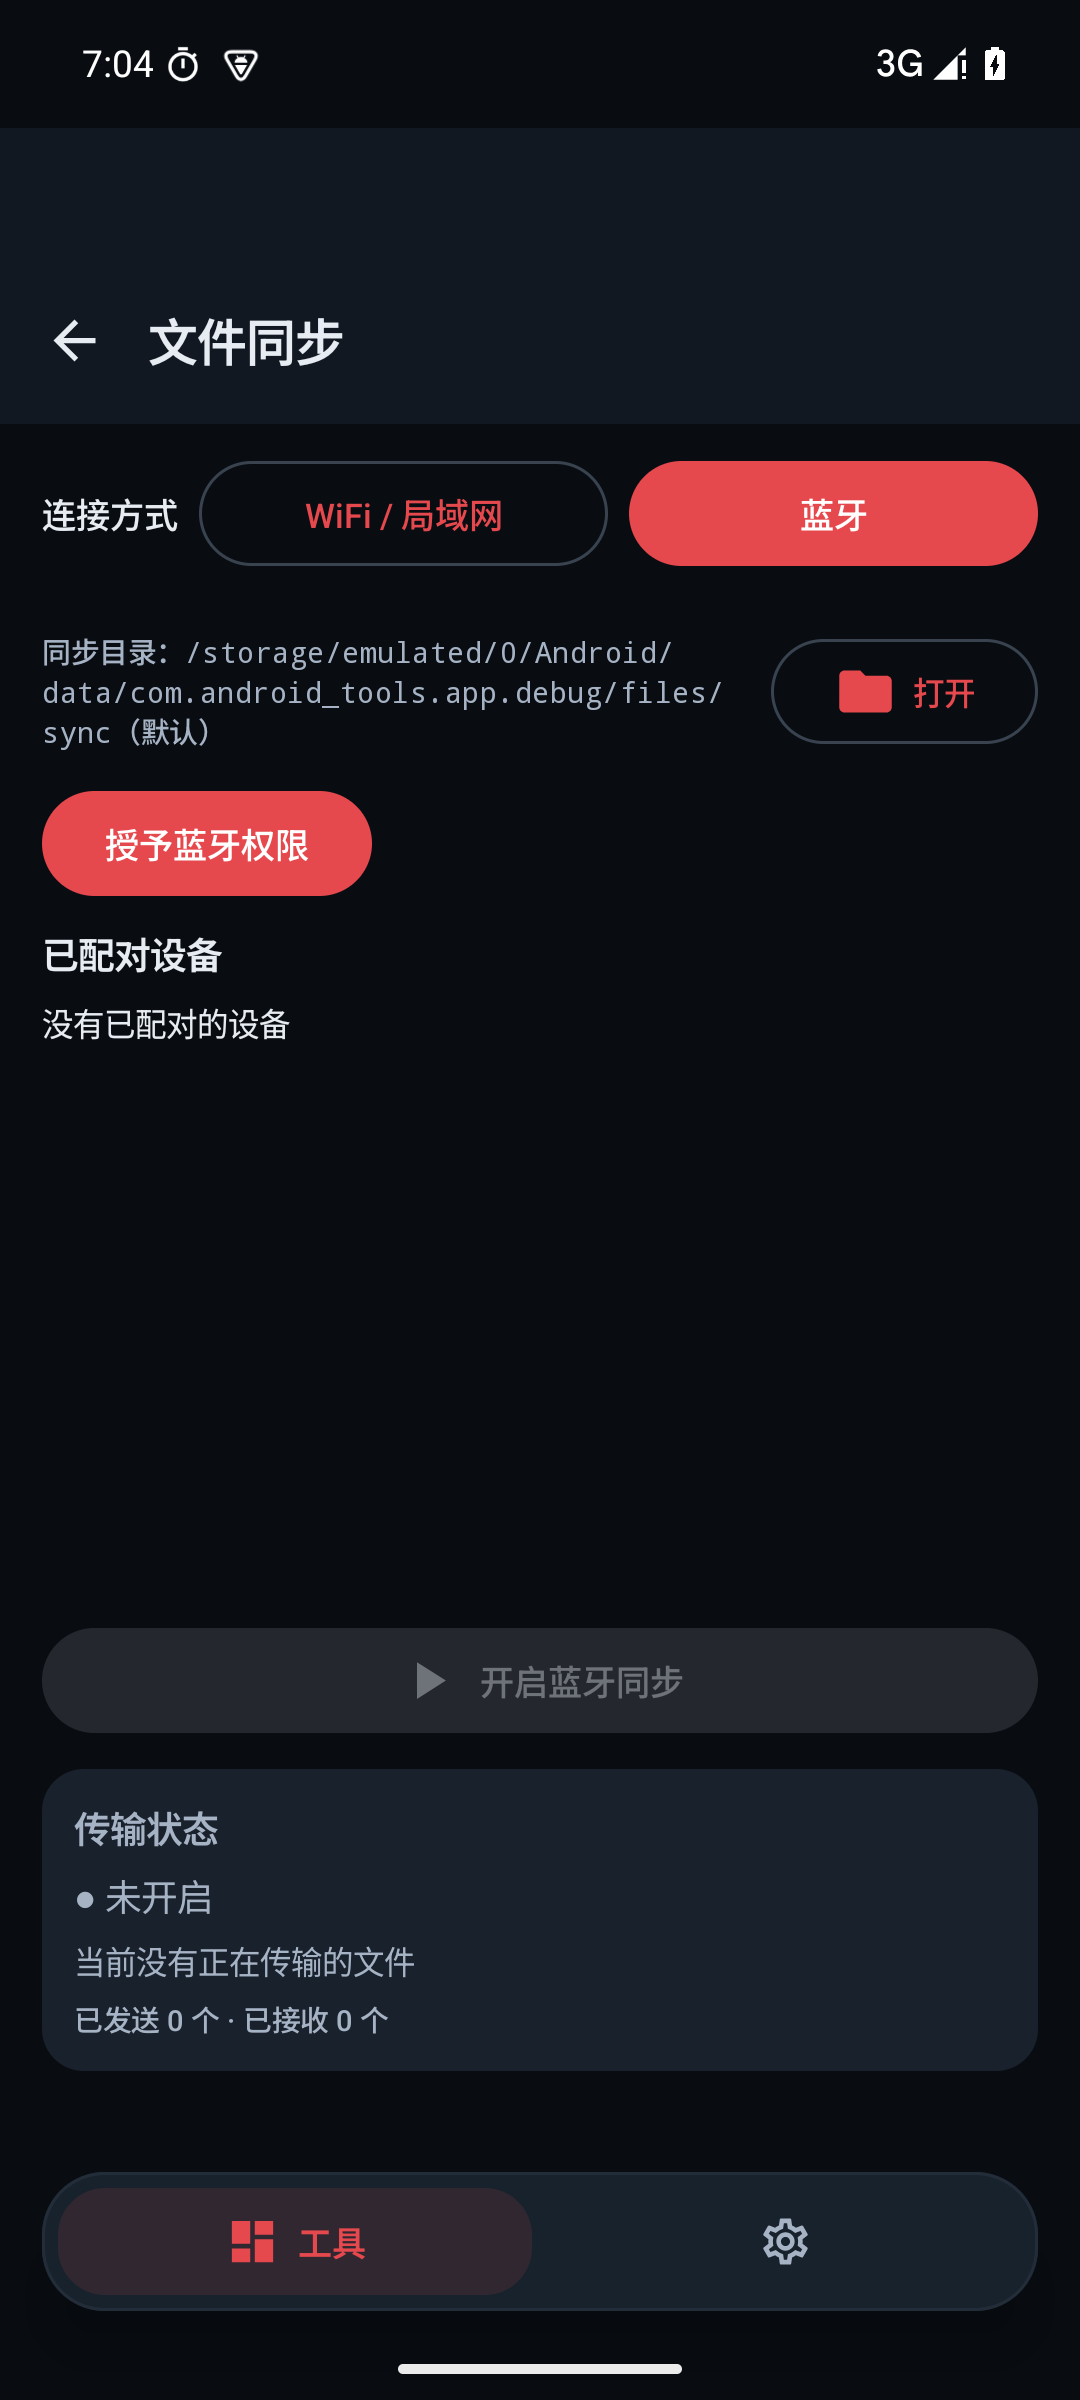 7:04
3G
文件同步
连接方式
WiFi / 局域网
蓝牙
同步目录：/storage/emulated/0/Android/
data/com.android_tools.app.debug/files/
sync（默认）
打开
授予蓝牙权限
已配对设备
没有已配对的设备
开启蓝牙同步
传输状态
● 未开启
当前没有正在传输的文件
已发送 0 个 · 已接收 0 个
工具